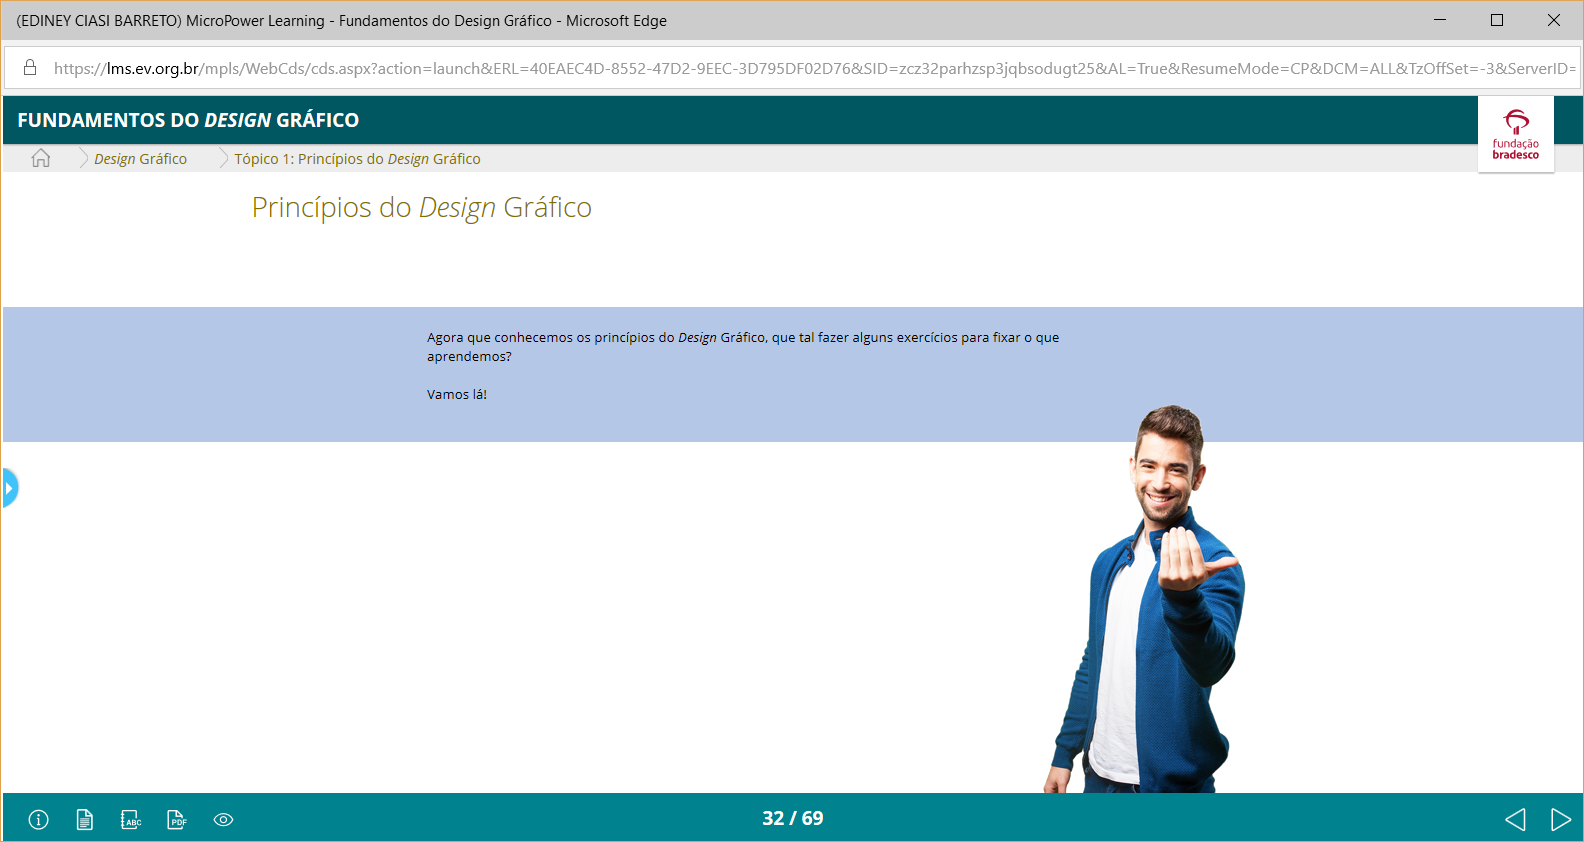 (EDINEY CIASI BARRETO) MicroPower Learning - Fundamentos do Design Gráfico - Microsoft Edge
https://lms.ev.org.br/mpls/WebCds/cds.aspx?action=launch&ERL=40EAEC4D-8552-47D2-9EEC-3D795DF02D76&SID=zcz32parhzsp3jqbsodugt25&AL=True&ResumeMode=CP&DCM=ALL&TzOffSet=-3&ServerID=
FUNDAMENTOS DO DESIGN GRÁFICO
fundação
bradesco
Design Gráfico
Tópico 1: Princípios do Design Gráfico
Princípios do Design Gráfico
Agora que conhecemos os princípios do Design Gráfico, que tal fazer alguns exercícios para fixar o que
aprendemos?
Vamos lá!
ABC
PDF
32 / 69